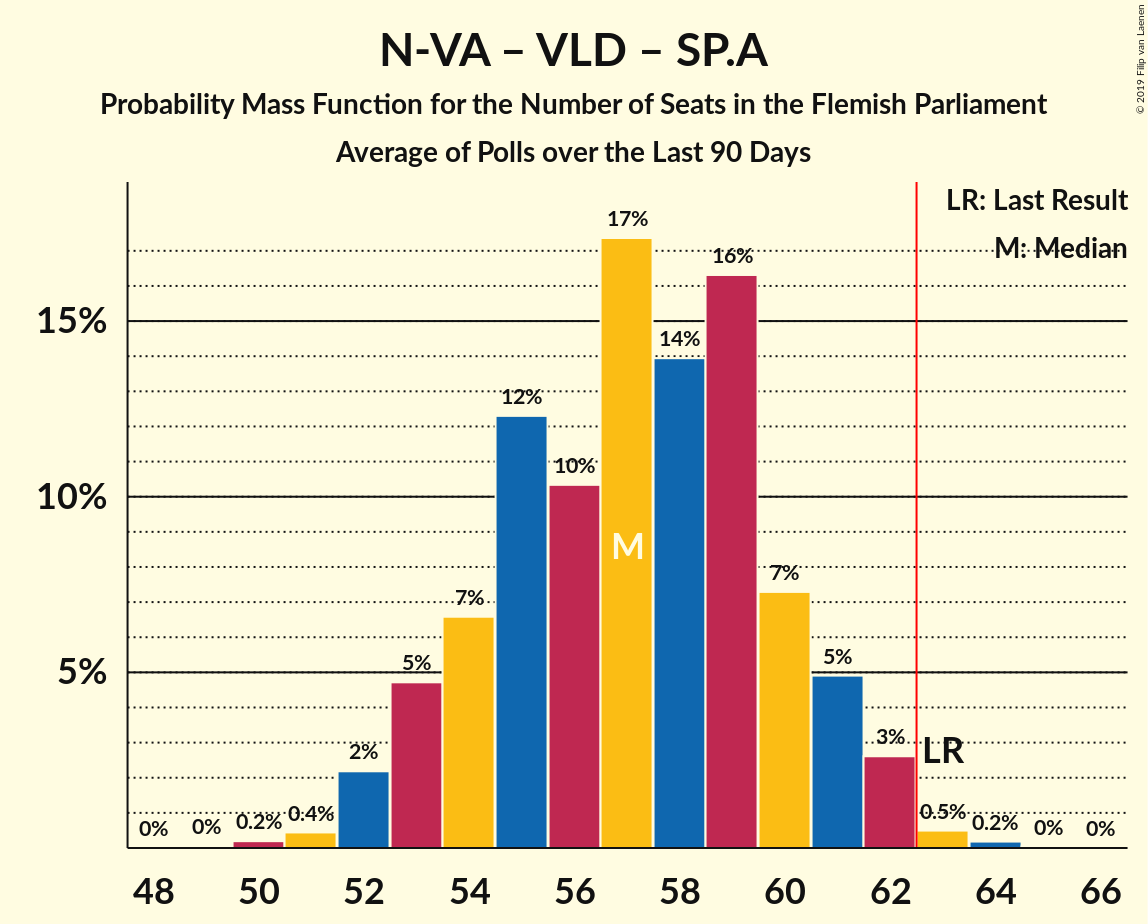 N-VA – VLD – SP.A
Probability Mass Function for the Number of Seats in the Flemish Parliament
Average of Polls over the Last 90 Days
© 2019 Filip van Laenen
LR: Last Result
M: Median
17%
16%
15%
14%
12%
10%
10%
M
7%
7%
5%
5%
5%
3%
2%
LR
0.4%
0.5%
0.2%
0.2%
0%
0%
0%
0%
48 50 52 54 56 58 60 62 64 66